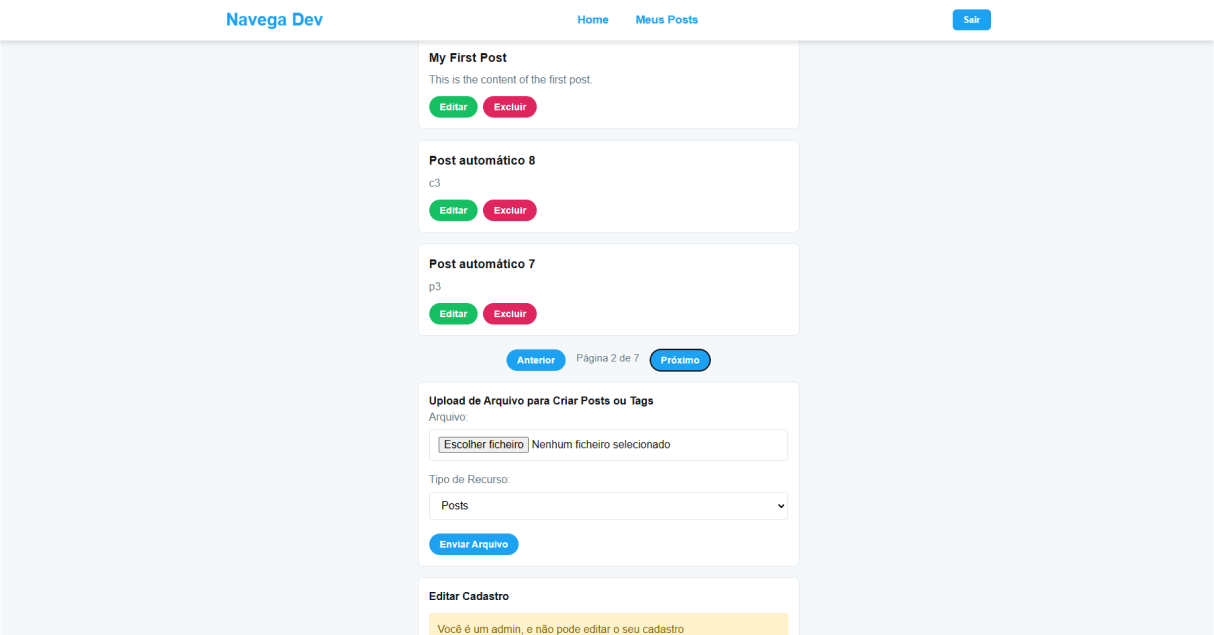 Navega Dev
Home
Meus Posts
Sair
My First Post
This is the content of the first post.
Editar
Excluir
Post automático 8
c3
Editar
Excluir
Post automático 7
p3
Editar
Excluir
Anterior
Página 2 de 7
Próximo
Upload de Arquivo para Criar Posts ou Tags
Arquivo:
Escolher ficheiro Nenhum ficheiro selecionado
Tipo de Recurso:
Posts
Enviar Arquivo
Editar Cadastro
Você é um admin, e não pode editar o seu cadastro